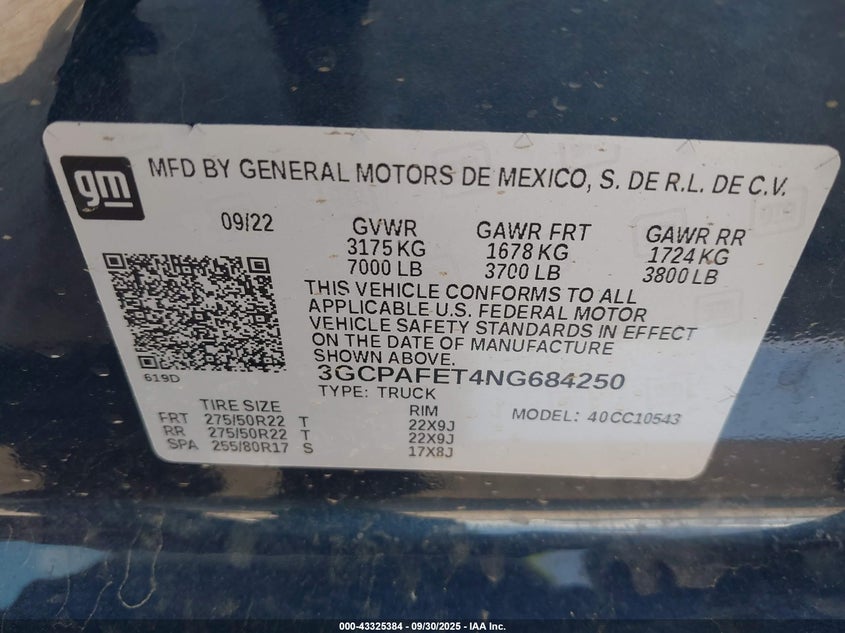 gm
MFD BY GENERAL MOTORS DE MEXICO, S. DE R.L. DE C.V.
09/22 GVWR GAWR FRT GAWR RR
3175 KG 1678 KG 1724 KG
7000 LB 3700 LB 3800 LB
THIS VEHICLE CONFORMS TO ALL
APPLICABLE U.S. FEDERAL MOTOR
VEHICLE SAFETY STANDARDS IN EFFECT
ON THE DATE OF MANUFACTURE
SHOWN ABOVE.
619D
3GCPAFET4NG684250
TYPE: TRUCK
TIRE SIZE RIM MODEL: 40CC10543
FRT 275/50R22 T 22X9J
RR 275/50R22 T 22X9J
SPA 255/80R17 S 17X8J
000-43325384 - 09/30/2025 - IAA Inc.